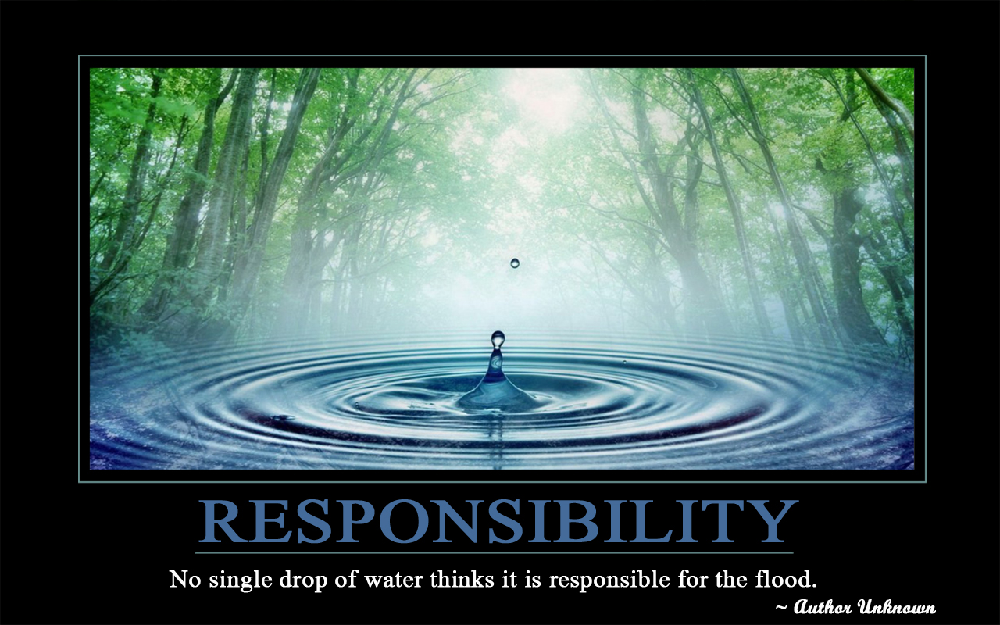 RESPONSIBILITY
No single drop of water thinks it is responsible for the flood.
~ Author Unknown